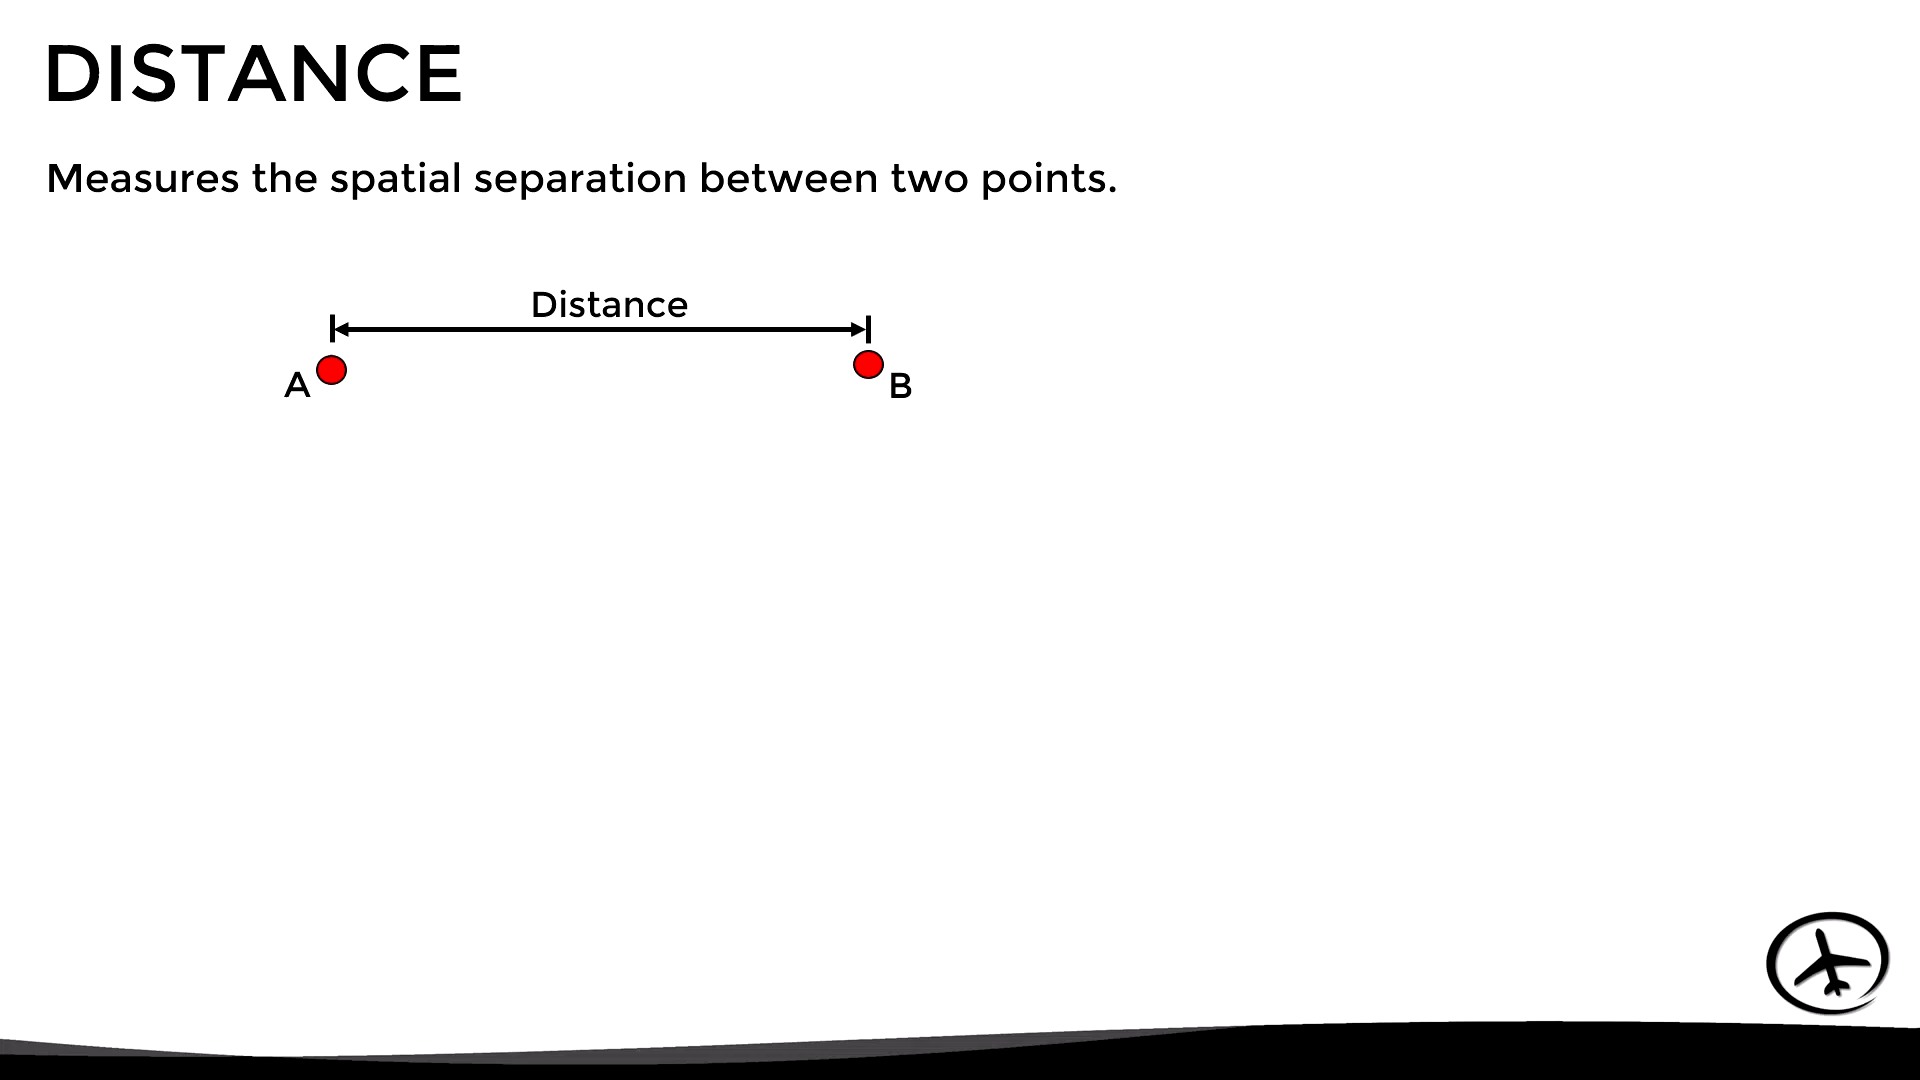 DISTANCE
Measures the spatial separation between two points.
Distance
A
B